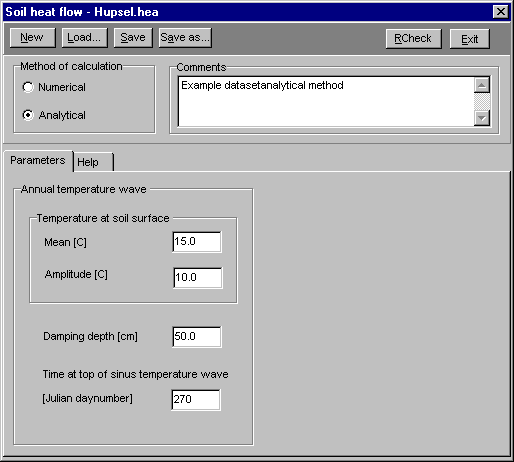 Soil heat flow - Hupsel.hea
New Load... Save Save as... RCheck Exit
Method of calculation
Numerical
Analytical
Comments
Example datasetanalytical method
Parameters Help
Annual temperature wave
Temperature at soil surface
Mean [C] 15.0
Amplitude [C] 10.0
Damping depth [cm] 50.0
Time at top of sinus temperature wave
[Julian daynumber] 270